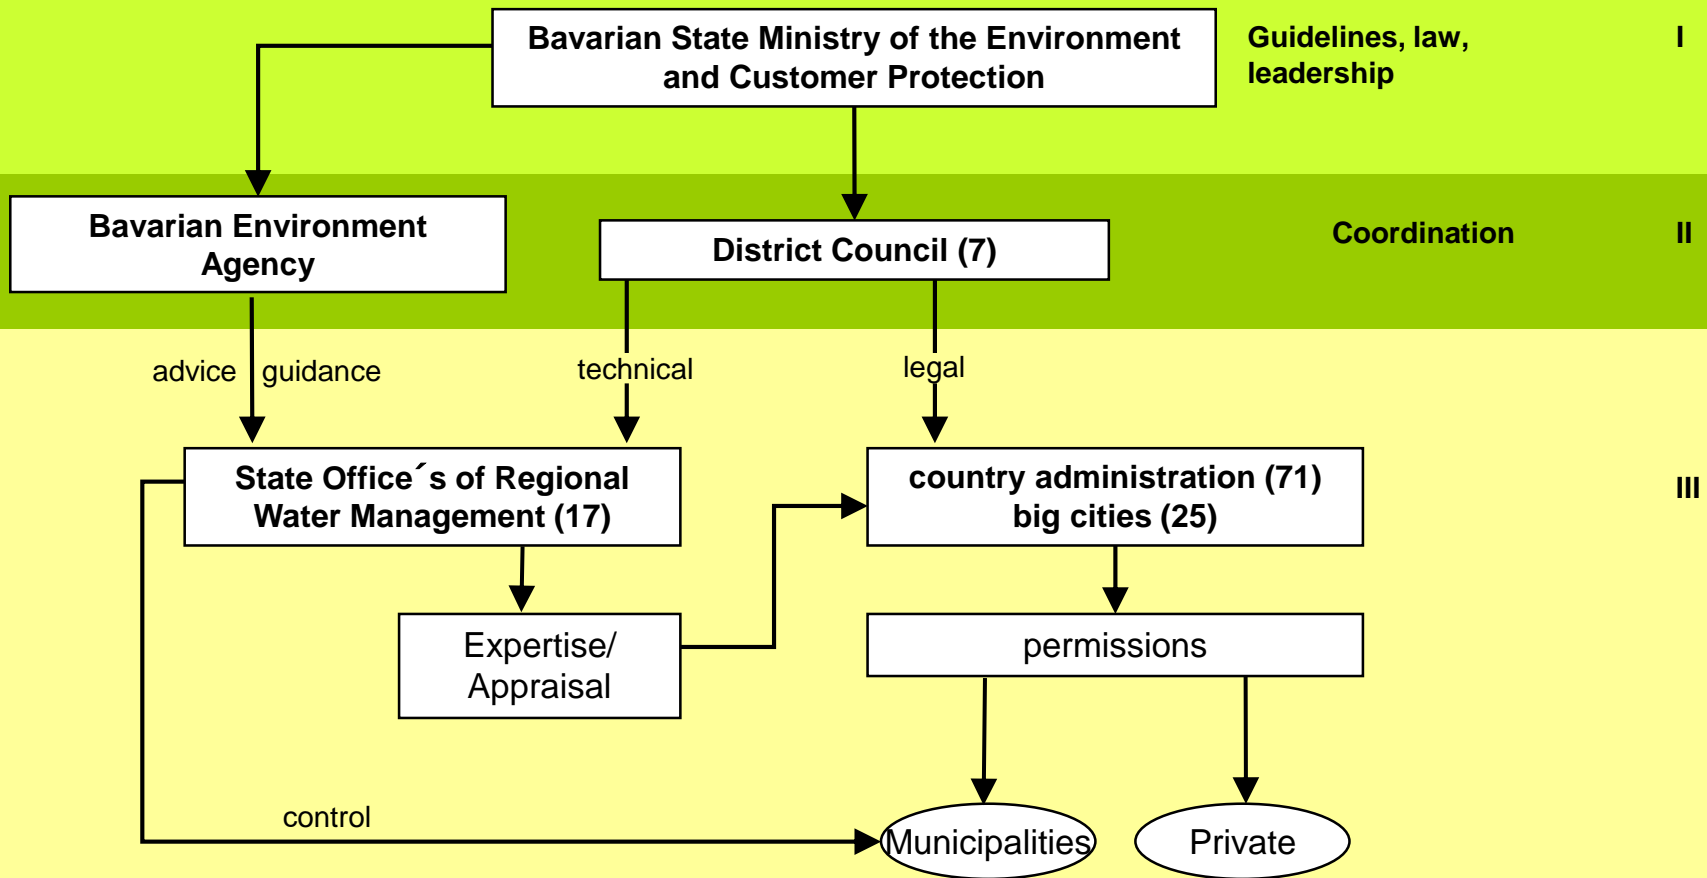 Bavarian State Ministry of the Environment
and Customer Protection
Guidelines, law,
leadership
I
Bavarian Environment
Agency
District Council (7)
Coordination
II
advice guidance
technical
legal
State Office´s of Regional
Water Management (17)
country administration (71)
big cities (25)
III
Expertise/
Appraisal
permissions
control
Municipalities
Private